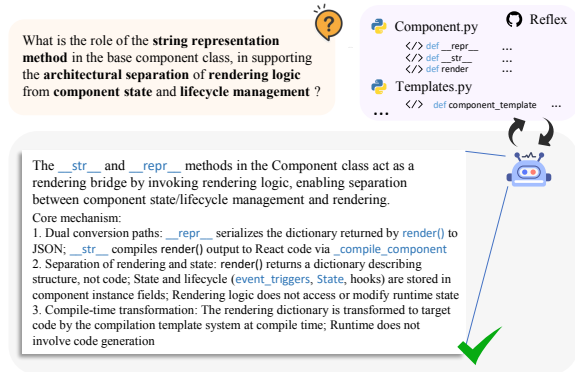 What is the role of the string representation
method in the base component class, in supporting
the architectural separation of rendering logic
from component state and lifecycle management ?
?
Component.py
Reflex
</> def __repr__ ...
</> def __str__ ...
</> def render ...
Templates.py
... </> def component_template ...
The __str__ and __repr__ methods in the Component class act as a
rendering bridge by invoking rendering logic, enabling separation
between component state/lifecycle management and rendering.
Core mechanism:
1. Dual conversion paths: __repr__ serializes the dictionary returned by render() to
JSON; __str__ compiles render() output to React code via _compile_component
2. Separation of rendering and state: render() returns a dictionary describing
structure, not code; State and lifecycle (event_triggers, State, hooks) are stored in
component instance fields; Rendering logic does not access or modify runtime state
3. Compile-time transformation: The rendering dictionary is transformed to target
code by the compilation template system at compile time; Runtime does not
involve code generation